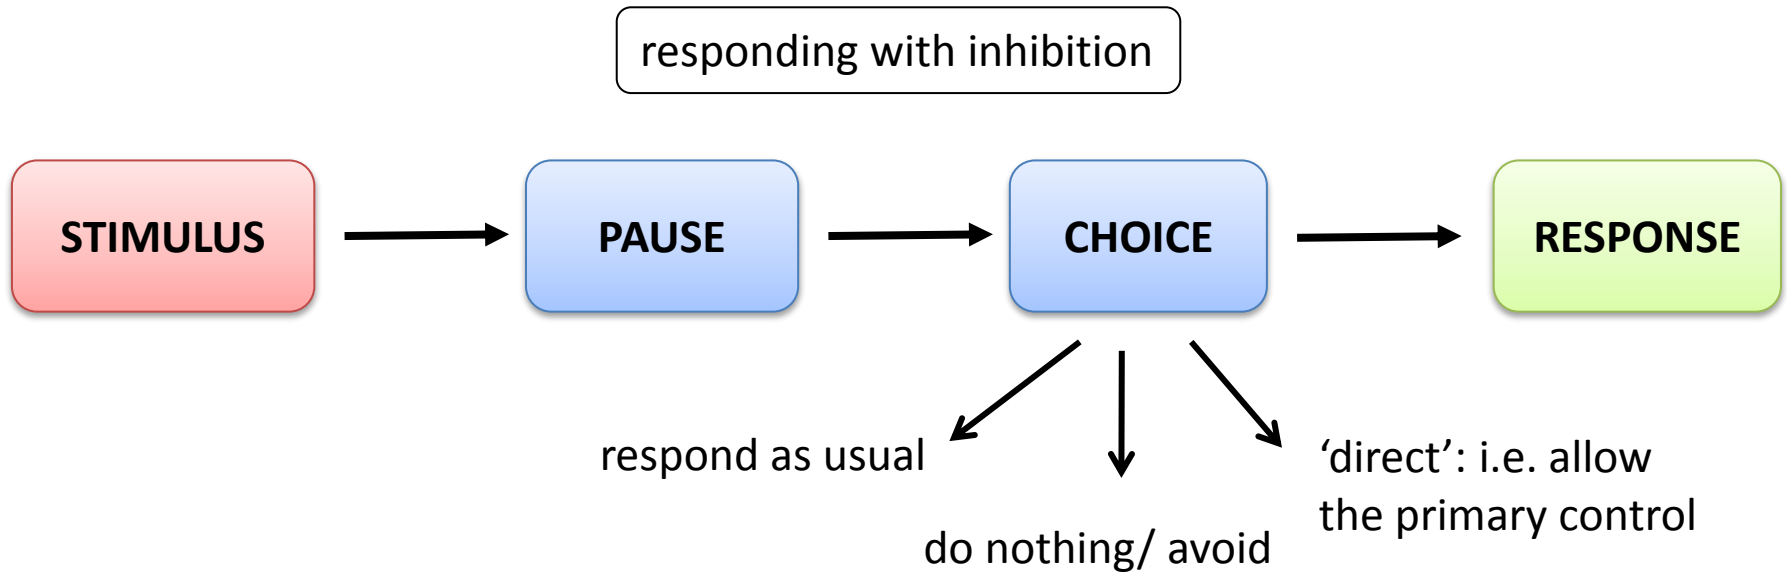 responding with inhibition
STIMULUS
PAUSE
CHOICE
RESPONSE
respond as usual
do nothing/ avoid
‘direct’: i.e. allow
the primary control